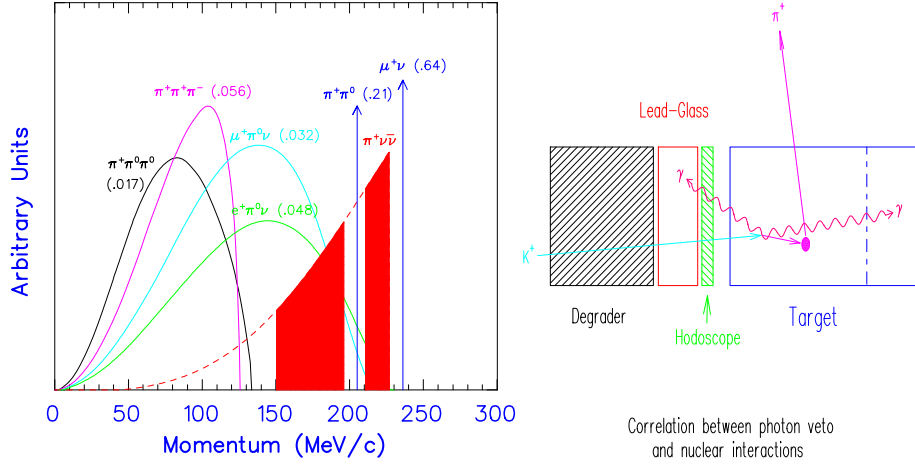 Arbitrary Units
π⁺π⁺π⁻ (.056)
μ⁺π⁰ν (.032)
π⁺π⁰π⁰
(.017)
e⁺π⁰ν (.048)
π⁺π⁰ (.21)
μ⁺ν (.64)
π⁺νν̅
0 50 100 150 200 250 300
Momentum (MeV/c)
π⁺
Lead-Glass
γ
γ
K⁺
Degrader
Hodoscope
Target
Correlation between photon veto
and nuclear interactions